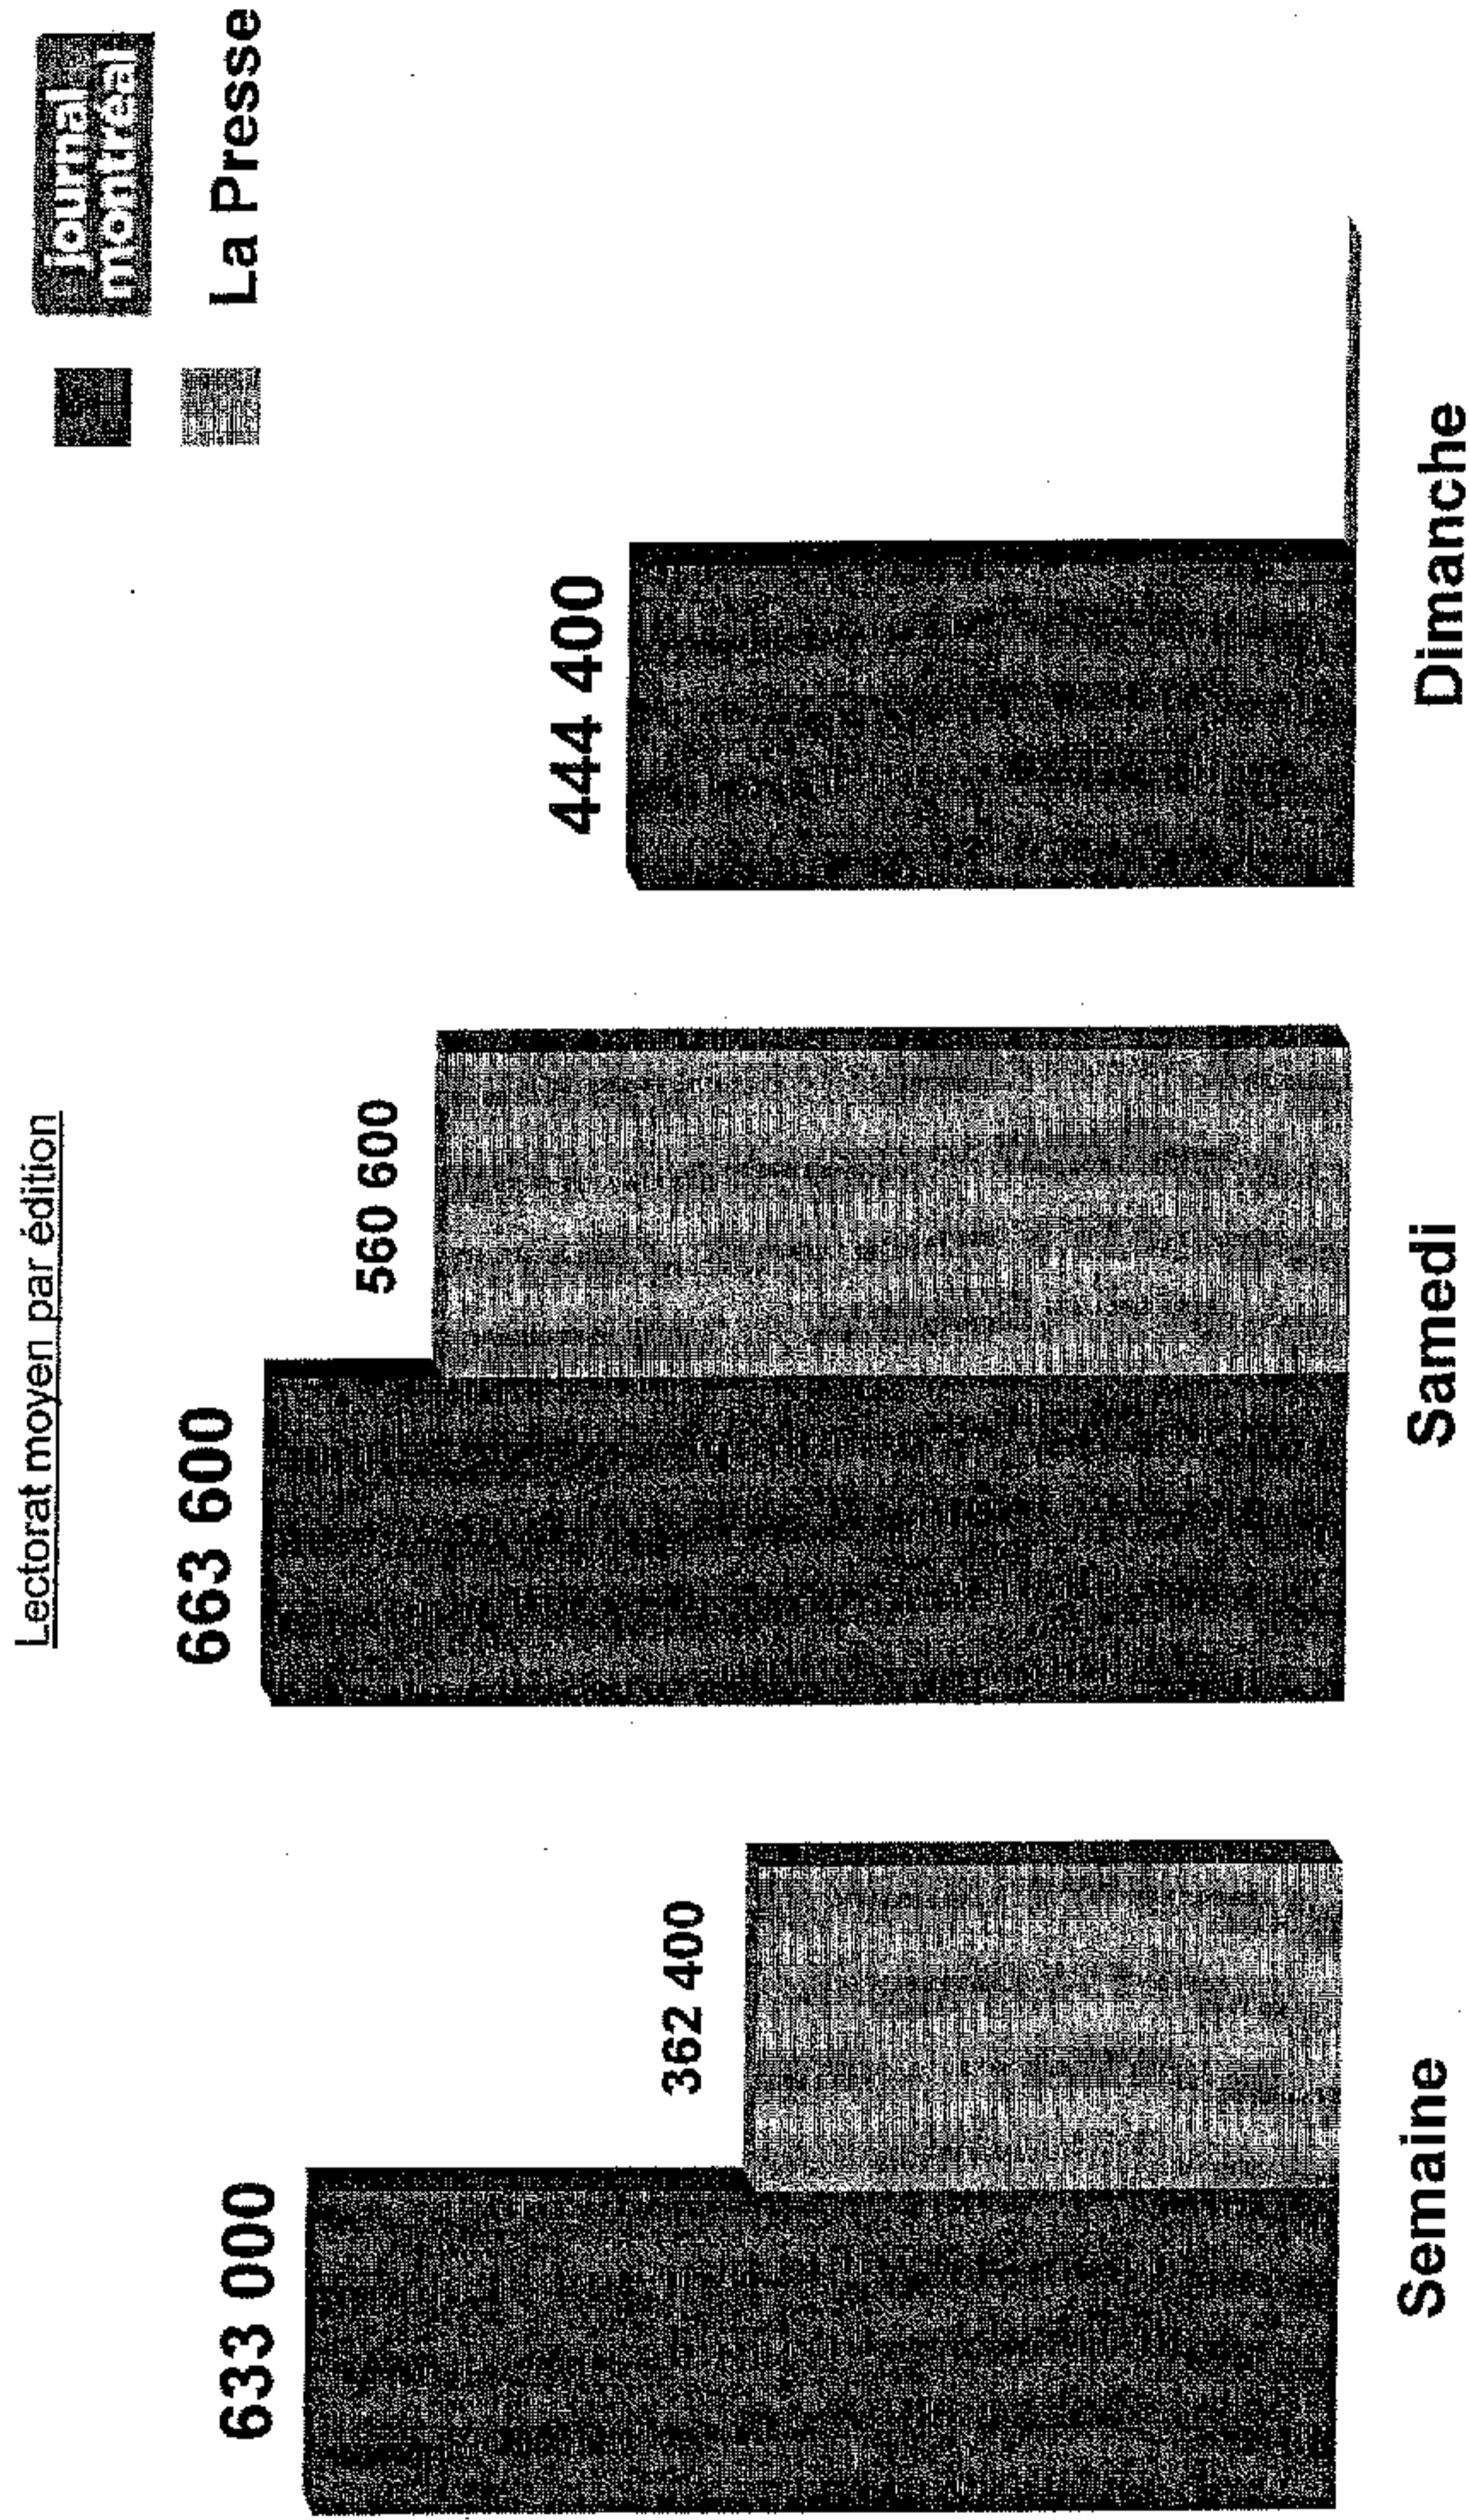 Lectorat moyen par édition
Journal
montréal
La Presse
633 000
362 400
663 600
560 600
444 400
Semaine
Samedi
Dimanche